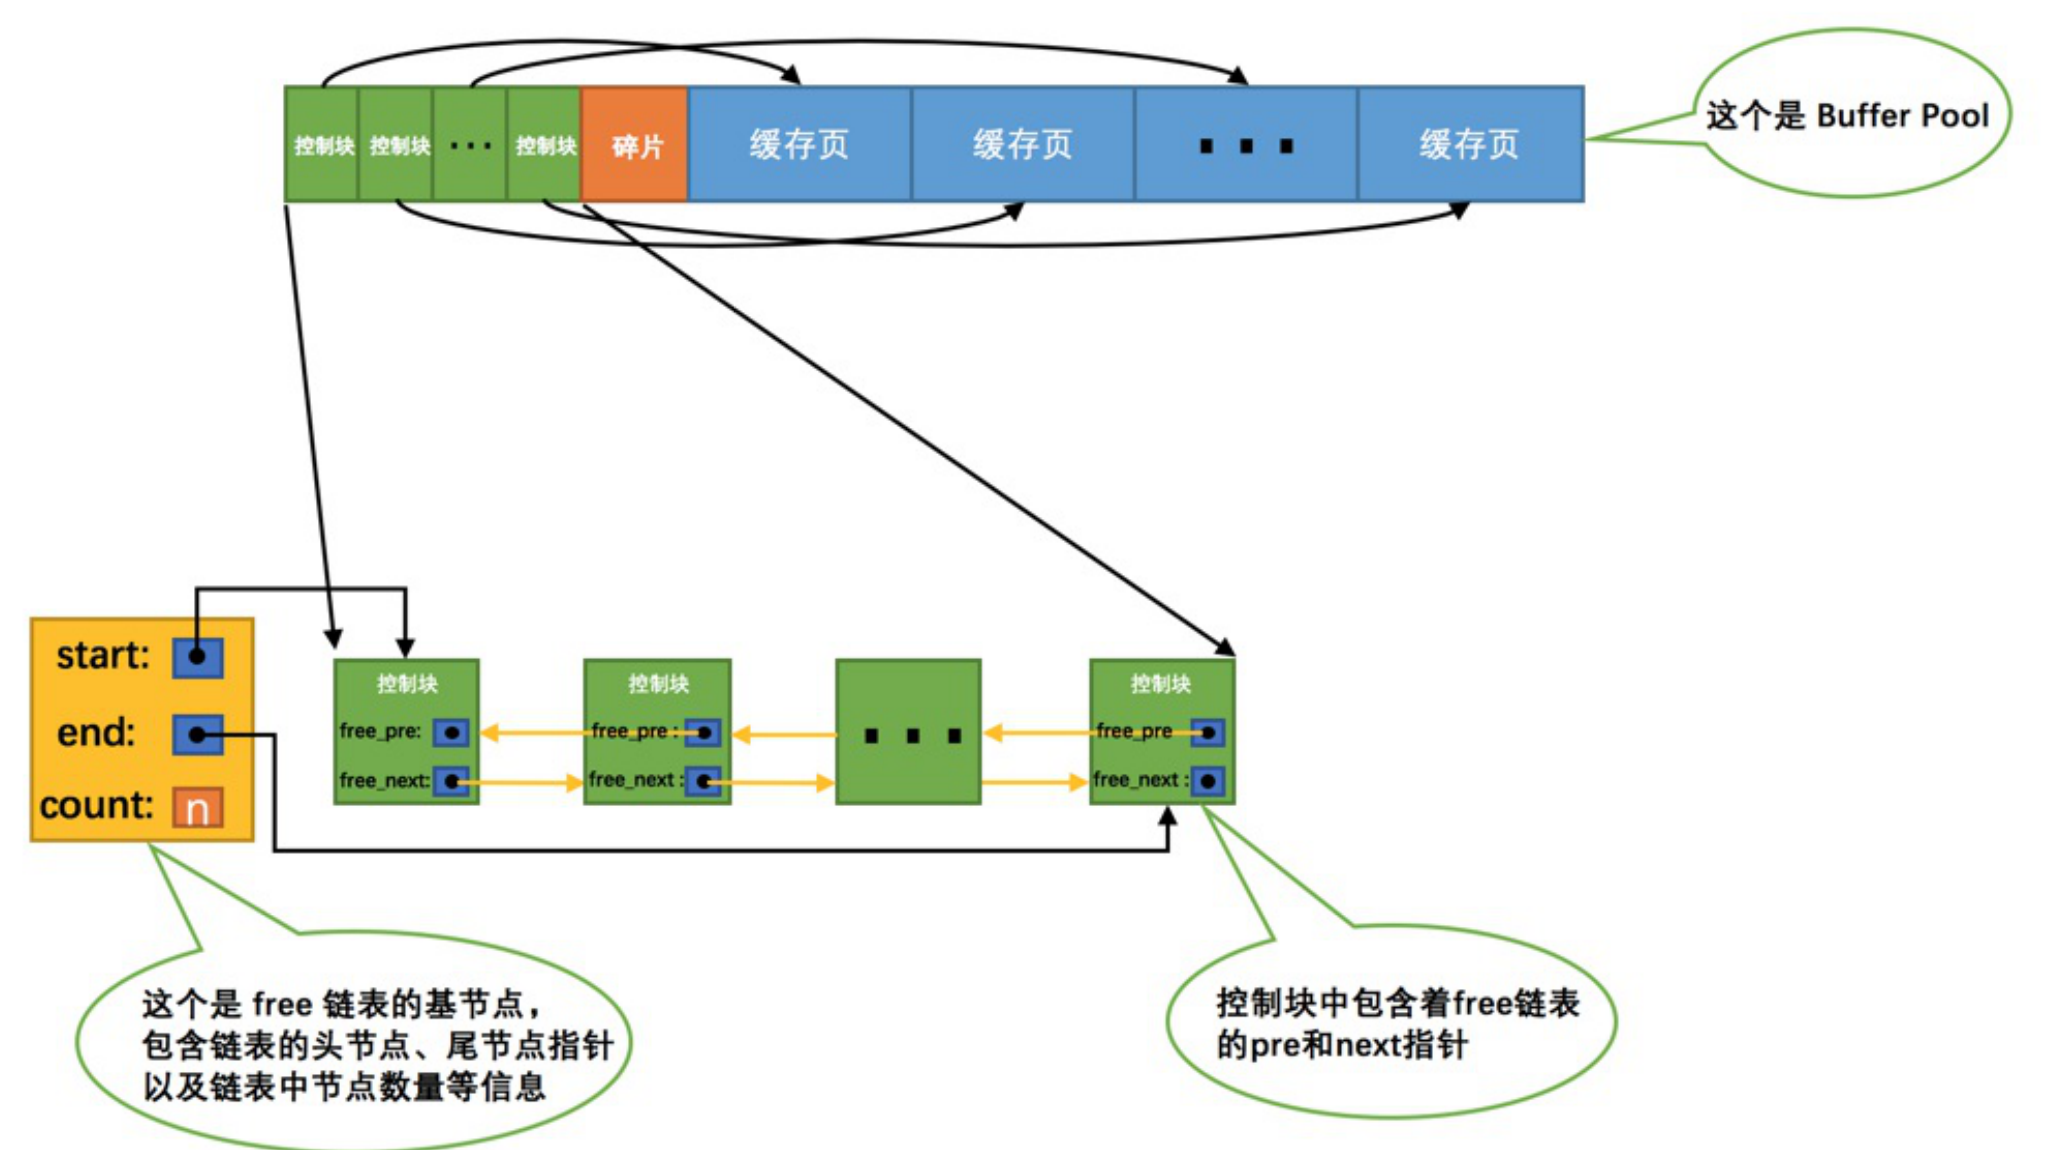 这个是 Buffer Pool
控制块 控制块 ··· 控制块 碎片 缓存页 缓存页 ▪ ▪ ▪ 缓存页
start:
end:
count: n
控制块
free_pre:
free_next:
控制块
free_pre :
free_next :
▪ ▪ ▪
控制块
free_pre
free_next :
这个是 free 链表的基节点，
包含链表的头节点、尾节点指针
以及链表中节点数量等信息
控制块中包含着free链表
的pre和next指针